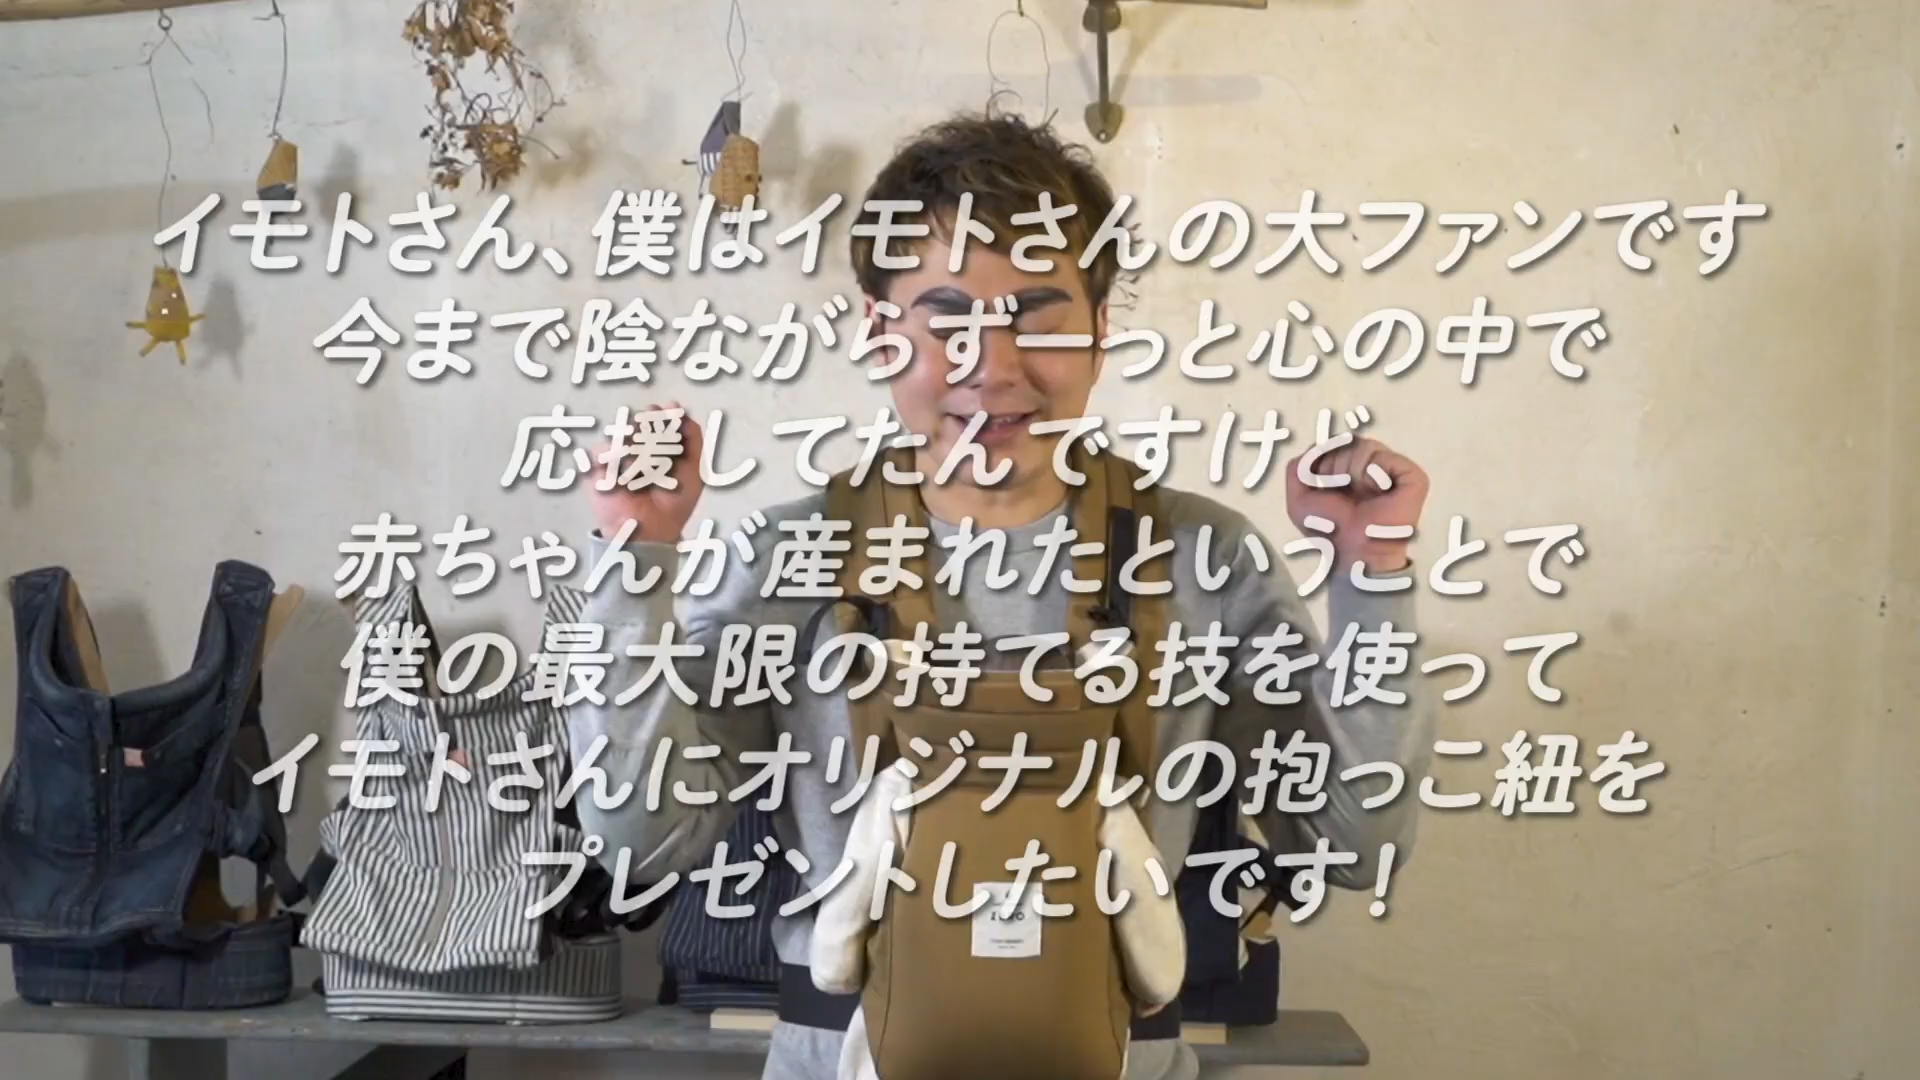 イモトさん、僕はイモトさんの大ファンです
今まで陰ながらずーっと心の中で
応援してたんですけど、
赤ちゃんが産まれたということで
僕の最大限の持てる技を使って
イモトさんにオリジナルの抱っこ紐を
プレゼントしたいです！